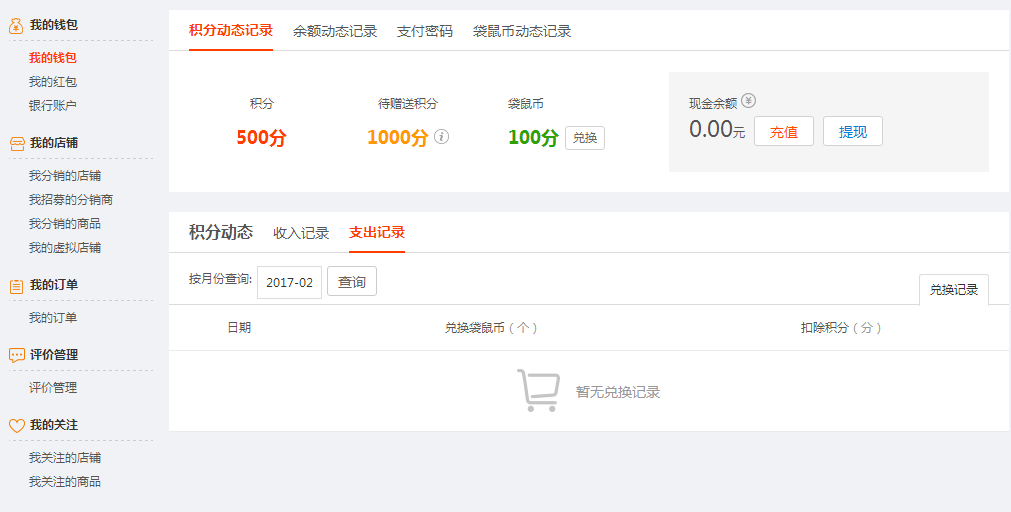 我的钱包
我的钱包
我的红包
银行账户
我的店铺
我分销的店铺
我招募的分销商
我分销的商品
我的虚拟店铺
我的订单
我的订单
评价管理
评价管理
我的关注
我关注的店铺
我关注的商品
积分动态记录 余额动态记录 支付密码 袋鼠币动态记录
积分 待赠送积分 袋鼠币
500分 1000分 100分 兑换
现金余额 ¥
0.00元 充值 提现
积分动态 收入记录 支出记录
按月份查询: 2017-02 查询
兑换记录
日期 兑换袋鼠币（个） 扣除积分（分）
暂无兑换记录